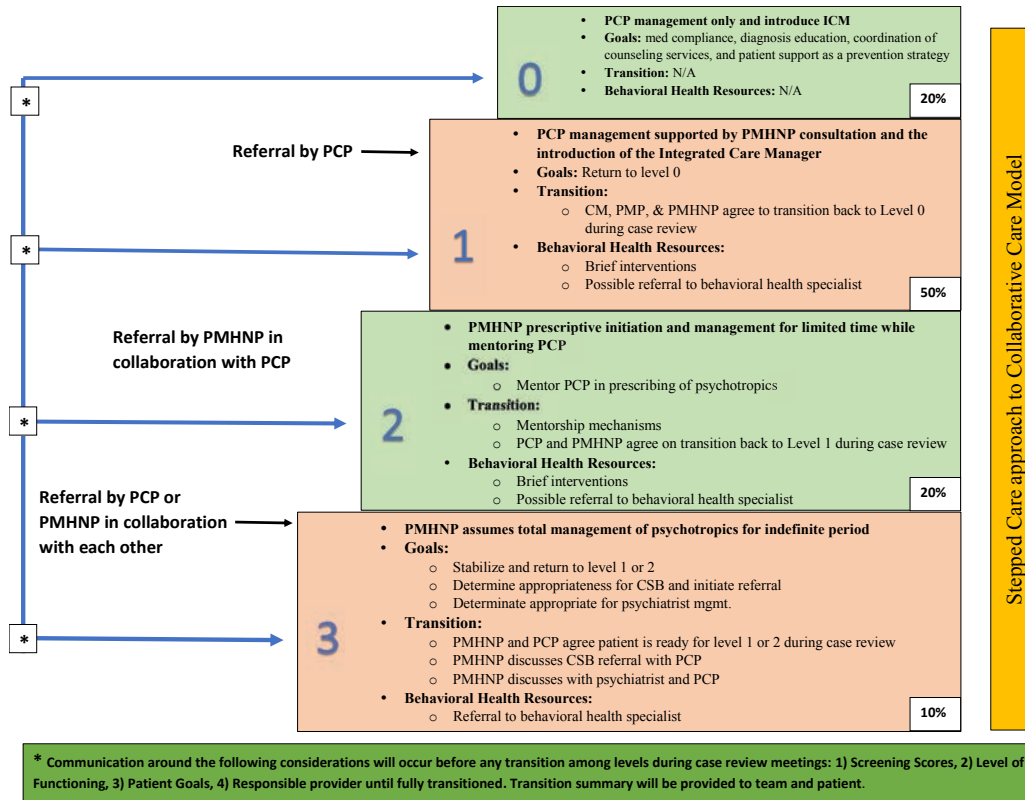 0
• PCP management only and introduce ICM
• Goals: med compliance, diagnosis education, coordination of
counseling services, and patient support as a prevention strategy
• Transition: N/A
• Behavioral Health Resources: N/A
20%
*
Referral by PCP
1
• PCP management supported by PMHNP consultation and the
introduction of the Integrated Care Manager
• Goals: Return to level 0
• Transition:
o CM, PMP, & PMHNP agree to transition back to Level 0
during case review
• Behavioral Health Resources:
o Brief interventions
o Possible referral to behavioral health specialist
50%
*
Referral by PMHNP in
collaboration with PCP
2
• PMHNP prescriptive initiation and management for limited time while
mentoring PCP
• Goals:
o Mentor PCP in prescribing of psychotropics
• Transition:
o Mentorship mechanisms
o PCP and PMHNP agree on transition back to Level 1 during case review
• Behavioral Health Resources:
o Brief interventions
o Possible referral to behavioral health specialist
20%
*
Referral by PCP or
PMHNP in collaboration
with each other
3
• PMHNP assumes total management of psychotropics for indefinite period
• Goals:
o Stabilize and return to level 1 or 2
o Determine appropriateness for CSB and initiate referral
o Determinate appropriate for psychiatrist mgmt.
• Transition:
o PMHNP and PCP agree patient is ready for level 1 or 2 during case review
o PMHNP discusses CSB referral with PCP
o PMHNP discusses with psychiatrist and PCP
• Behavioral Health Resources:
o Referral to behavioral health specialist
10%
*
Stepped Care approach to Collaborative Care Model
* Communication around the following considerations will occur before any transition among levels during case review meetings: 1) Screening Scores, 2) Level of
Functioning, 3) Patient Goals, 4) Responsible provider until fully transitioned. Transition summary will be provided to team and patient.